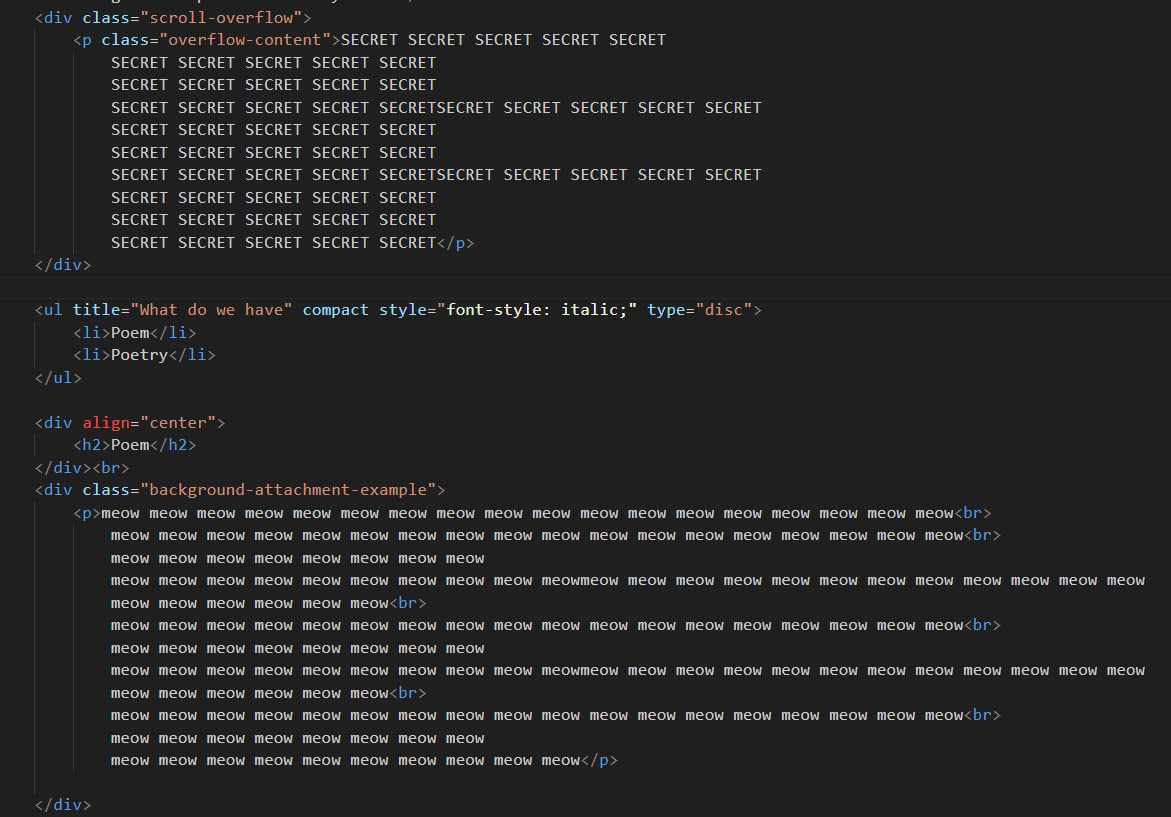 <div class="scroll-overflow">
<p class="overflow-content">SECRET SECRET SECRET SECRET SECRET
SECRET SECRET SECRET SECRET SECRET
SECRET SECRET SECRET SECRET SECRET
SECRET SECRET SECRET SECRET SECRETSECRET SECRET SECRET SECRET SECRET
SECRET SECRET SECRET SECRET SECRET
SECRET SECRET SECRET SECRET SECRET
SECRET SECRET SECRET SECRET SECRETSECRET SECRET SECRET SECRET SECRET
SECRET SECRET SECRET SECRET SECRET
SECRET SECRET SECRET SECRET SECRET
SECRET SECRET SECRET SECRET SECRET</p>
</div>
<ul title="What do we have" compact style="font-style: italic;" type="disc">
<li>Poem</li>
<li>Poetry</li>
</ul>
<div align="center">
<h2>Poem</h2>
</div><br>
<div class="background-attachment-example">
<p>meow meow meow meow meow meow meow meow meow meow meow meow meow meow meow meow meow meow<br>
meow meow meow meow meow meow meow meow meow meow meow meow meow meow meow meow meow meow<br>
meow meow meow meow meow meow meow meow
meow meow meow meow meow meow meow meow meow meowmeow meow meow meow meow meow meow meow meow meow meow meow
meow meow meow meow meow meow<br>
meow meow meow meow meow meow meow meow meow meow meow meow meow meow meow meow meow meow<br>
meow meow meow meow meow meow meow meow
meow meow meow meow meow meow meow meow meow meowmeow meow meow meow meow meow meow meow meow meow meow meow
meow meow meow meow meow meow<br>
meow meow meow meow meow meow meow meow meow meow meow meow meow meow meow meow meow meow<br>
meow meow meow meow meow meow meow meow
meow meow meow meow meow meow meow meow meow meow</p>
</div>